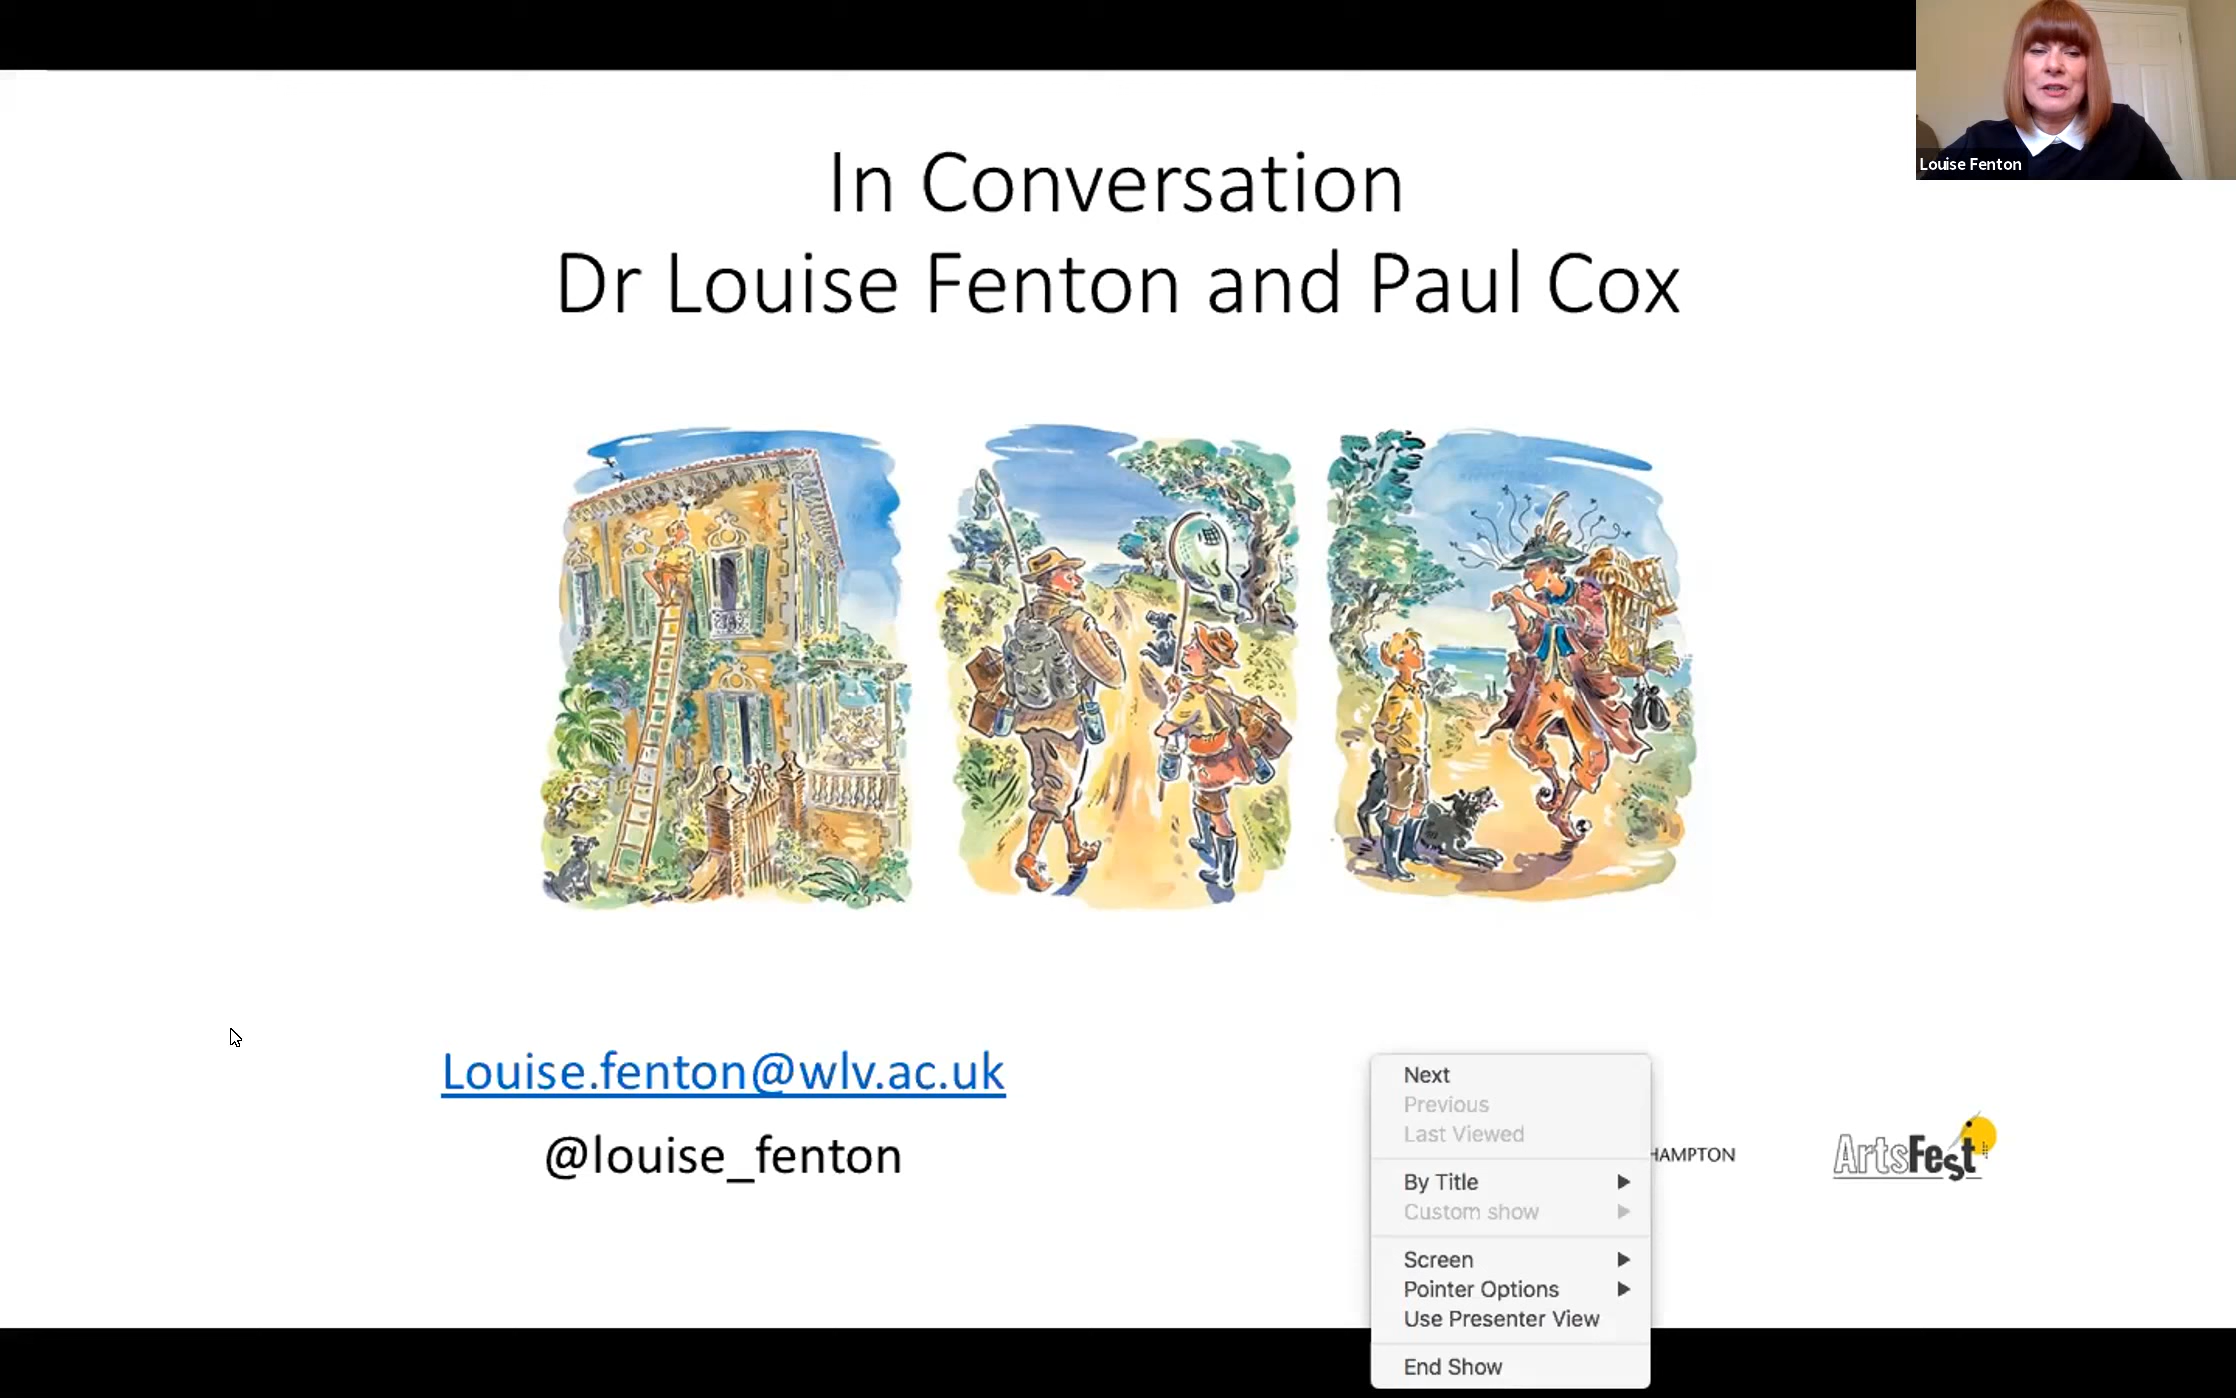 Louise Fenton
In Conversation
Dr Louise Fenton and Paul Cox
Louise.fenton@wlv.ac.uk
@louise_fenton
Next
Previous
Last Viewed
By Title
Custom show
Screen
Pointer Options
Use Presenter View
End Show
HAMPTON
ArtsFest